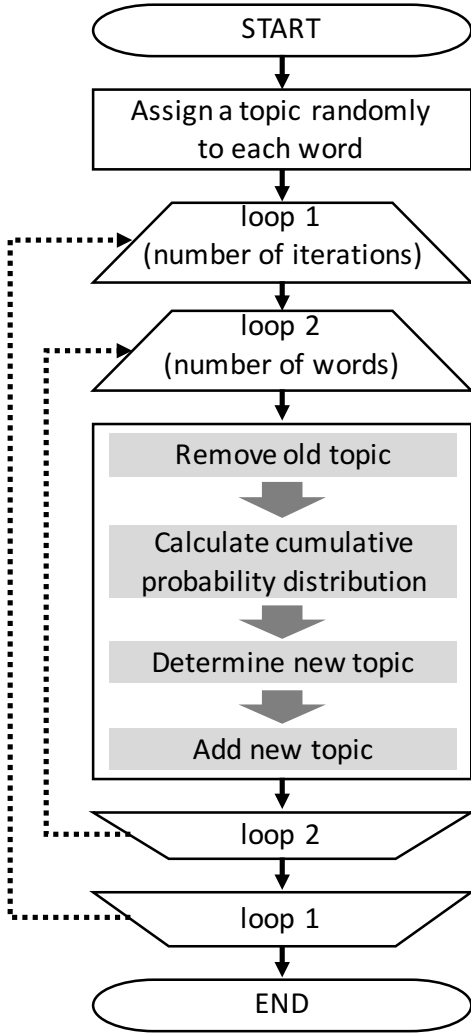 START
Assign a topic randomly
to each word
loop 1
(number of iterations)
loop 2
(number of words)
Remove old topic
Calculate cumulative
probability distribution
Determine new topic
Add new topic
loop 2
loop 1
END